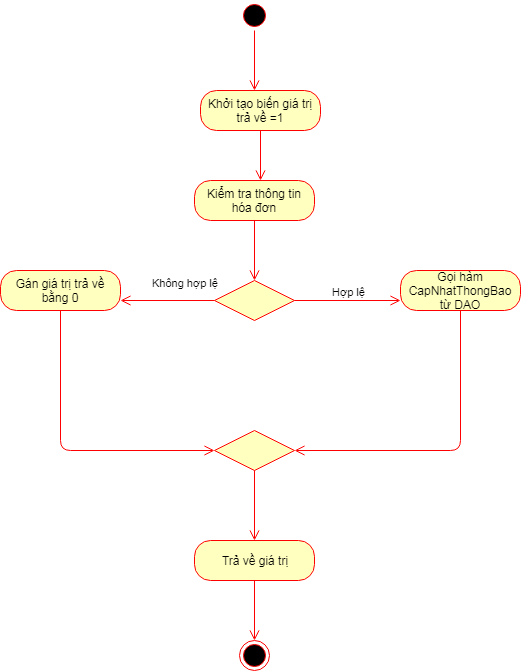 Khởi tạo biến giá trị
trả về =1
Kiểm tra thông tin
hóa đơn
Không hợp lệ
Hợp lệ
Gán giá trị trả về
bằng 0
Gọi hàm
CapNhatThongBao
từ DAO
Trả về giá trị